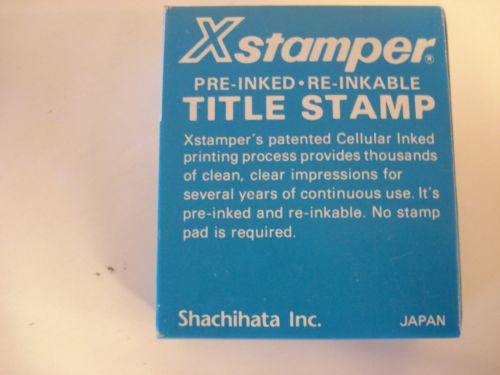 Xstamper®
PRE-INKED • RE-INKABLE
TITLE STAMP
Xstamper's patented Cellular Inked
printing process provides thousands
of clean, clear impressions for
several years of continuous use. It's
pre-inked and re-inkable. No stamp
pad is required.
Shachihata Inc. JAPAN